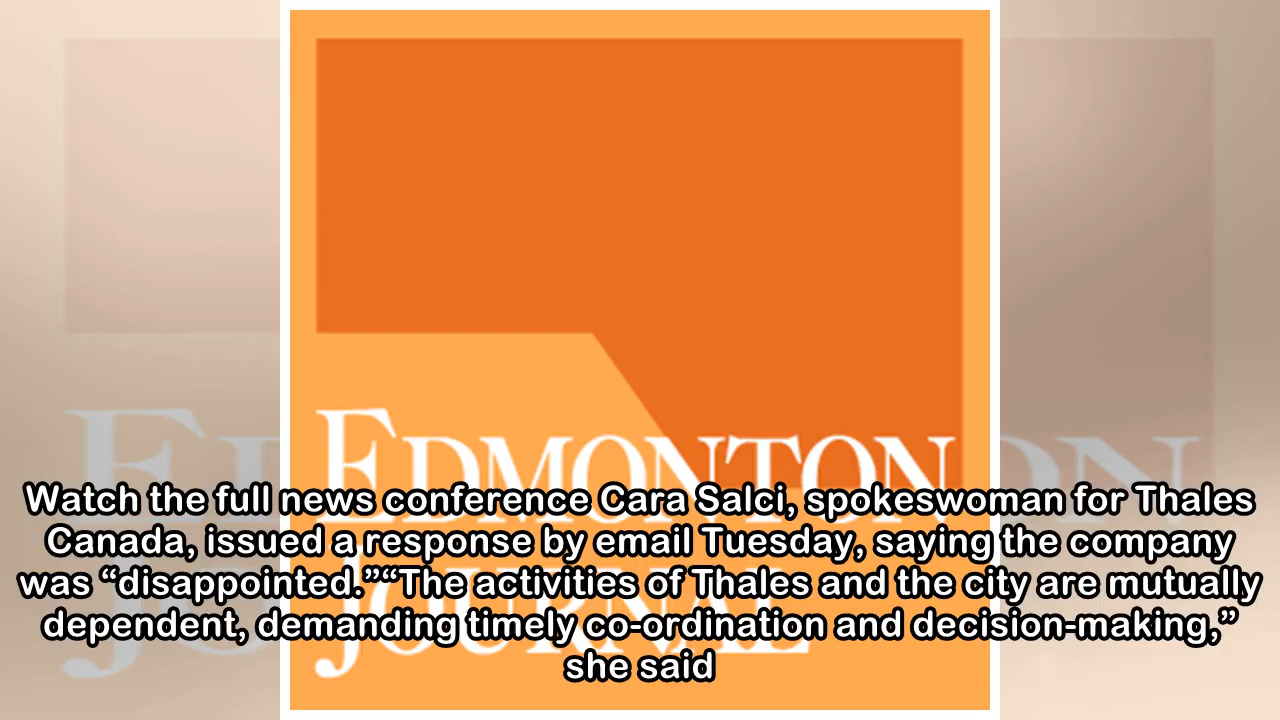 EDMONTON
JOURNAL
Watch the full news conference Cara Salci, spokeswoman for Thales
Canada, issued a response by email Tuesday, saying the company
was “disappointed.”“The activities of Thales and the city are mutually
dependent, demanding timely co-ordination and decision-making,”
she said